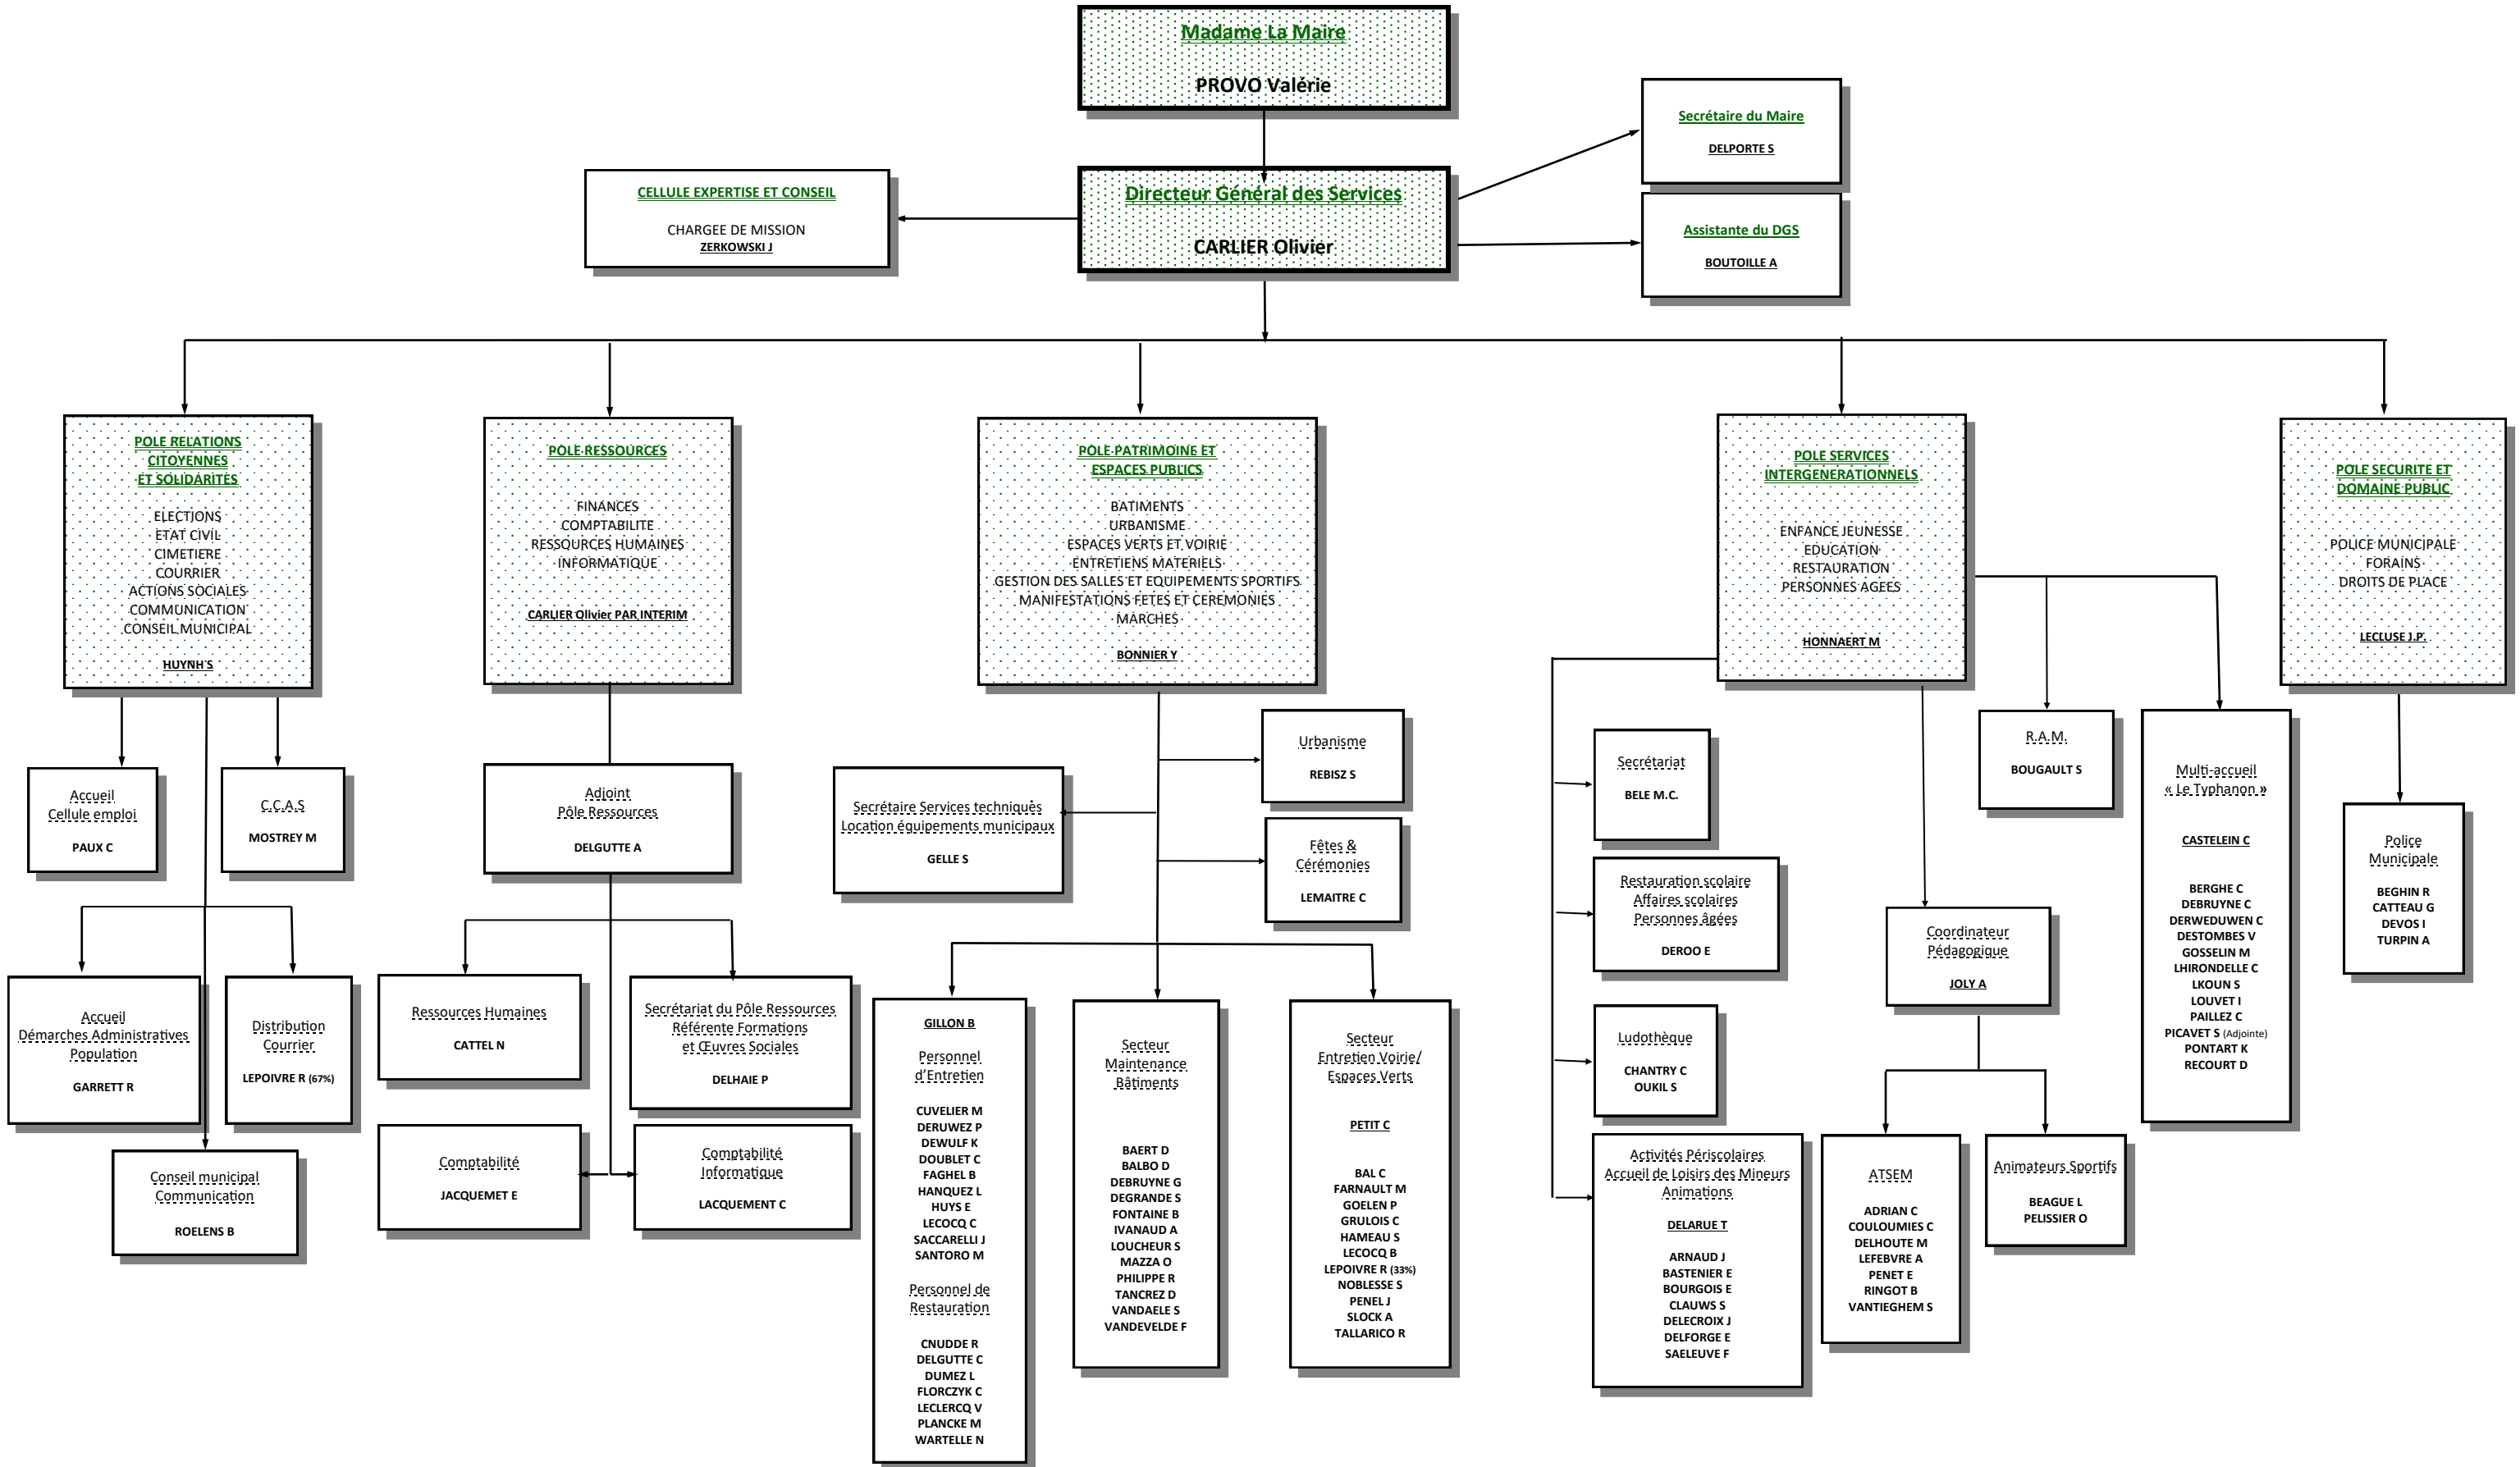 Madame La Maire
PROVO Valérie
Secrétaire du Maire
DELPORTE S
CELLULE EXPERTISE ET CONSEIL
CHARGEE DE MISSION
ZERKOWSKI J
Directeur Général des Services
CARLIER Olivier
Assistante du DGS
BOUTOILLE A
POLE RELATIONS
CITOYENNES
ET SOLIDARITES
ELECTIONS
ETAT CIVIL
CIMETIERE
COURRIER
ACTIONS SOCIALES
COMMUNICATION
CONSEIL MUNICIPAL
HUYNH S
POLE RESSOURCES
FINANCES
COMPTABILITE
RESSOURCES HUMAINES
INFORMATIQUE
CARLIER Olivier PAR INTERIM
POLE PATRIMOINE ET
ESPACES PUBLICS
BATIMENTS
URBANISME
ESPACES VERTS ET VOIRIE
ENTRETIENS MATERIELS
GESTION DES SALLES ET EQUIPEMENTS SPORTIFS
MANIFESTATIONS FETES ET CEREMONIES
MARCHES
BONNIER Y
POLE SERVICES
INTERGENERATIONNELS
ENFANCE JEUNESSE
EDUCATION
RESTAURATION
PERSONNES AGEES
HONNAERT M
POLE SECURITE ET
DOMAINE PUBLIC
POLICE MUNICIPALE
FORAINS
DROITS DE PLACE
LECLUSE J.P.
Accueil
Cellule emploi
PAUX C
C.C.A.S
MOSTREY M
Accueil
Démarches Administratives
Population
GARRETT R
Distribution
Courrier
LEPOIVRE R (67%)
Conseil municipal
Communication
ROELENS B
Adjoint
Pôle Ressources
DELGUTTE A
Ressources Humaines
CATTEL N
Secrétariat du Pôle Ressources
Référente Formations
et Œuvres Sociales
DELHAIE P
Comptabilité
JACQUEMET E
Comptabilité
Informatique
LACQUEMENT C
Secrétaire Services techniques
Location équipements municipaux
GELLE S
Urbanisme
REBISZ S
Fêtes &
Cérémonies
LEMAITRE C
GILLON B
Personnel
d'Entretien
CUVELIER M
DERUWEZ P
DEWULF K
DOUBLET C
FAGHEL B
HANQUEZ L
HUYS E
LECOCQ C
SACCARELLI J
SANTORO M
Personnel de
Restauration
CNUDDE R
DELGUTTE C
DUMEZ L
FLORCZYK C
LECLERCQ V
PLANCKE M
WARTELLE N
Secteur
Maintenance
Bâtiments
BAERT D
BALBO D
DEBRUYNE G
DEGRANDE S
FONTAINE B
IVANAUD A
LOUCHEUR S
MAZZA O
PHILIPPE R
TANCREZ D
VANDAELE S
VANDEVELDE F
Secteur
Entretien Voirie/
Espaces Verts
PETIT C
BAL C
FARNAULT M
GOELEN P
GRULOIS C
HAMEAU S
LECOCQ B
LEPOIVRE R (33%)
NOBLESSE S
PENEL J
SLOCK A
TALLARICO R
Secrétariat
BELE M.C.
Restauration scolaire
Affaires scolaires
Personnes âgées
DEROO E
Ludothèque
CHANTRY C
OUKIL S
Activités Périscolaires
Accueil de Loisirs des Mineurs
Animations
DELARUE T
ARNAUD J
BASTENIER E
BOURGOIS E
CLAUWS S
DELECROIX J
DELFORGE E
SAELEUVE F
Coordinateur
Pédagogique
JOLY A
ATSEM
ADRIAN C
COULOUMIES C
DELHOUTE M
LEFEBVRE A
PENET E
RINGOT B
VANTIEGHEM S
Animateurs Sportifs
BEAGUE L
PELISSIER O
R.A.M.
BOUGAULT S
Multi-accueil
« Le Typhanon »
CASTELEIN C
BERGHE C
DEBRUYNE C
DERWEDUWEN C
DESTOMBES V
GOSSELIN M
LHIRONDELLE C
LKOUN S
LOUVET I
PAILLEZ C
PICAVET S (Adjointe)
PONTART K
RECOURT D
Police
Municipale
BEGHIN R
CATTEAU G
DEVOS I
TURPIN A